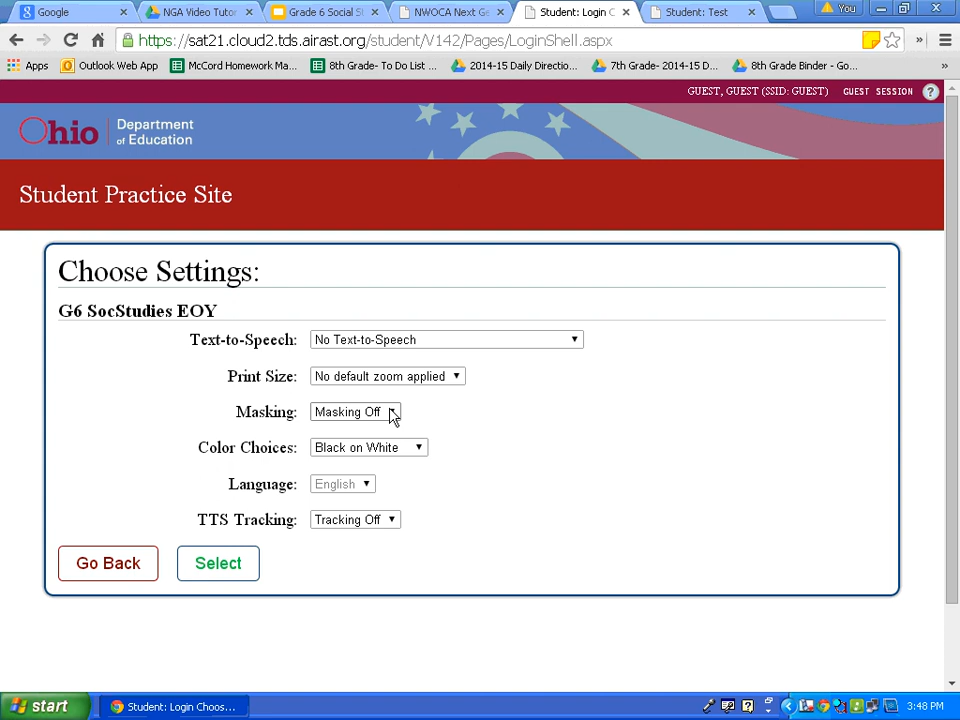 Google
NGA Video Tutor
Grade 6 Social S
NWOCA Next Ge
Student: Login C
Student: Test
You
https://sat21.cloud2.tds.airast.org/student/V142/Pages/LoginShell.aspx
Apps
Outlook Web App
McCord Homework Ma...
8th Grade- To Do List ...
2014-15 Daily Directio...
7th Grade- 2014-15 D...
8th Grade Binder - Go...
GUEST, GUEST (SSID: GUEST)
GUEST SESSION
?
Ohio
Department
of Education
Student Practice Site
Choose Settings:
G6 SocStudies EOY
Text-to-Speech: No Text-to-Speech
Print Size: No default zoom applied
Masking: Masking Off
Color Choices: Black on White
Language: English
TTS Tracking: Tracking Off
Go Back
Select
start
Student: Login Choos...
3:48 PM